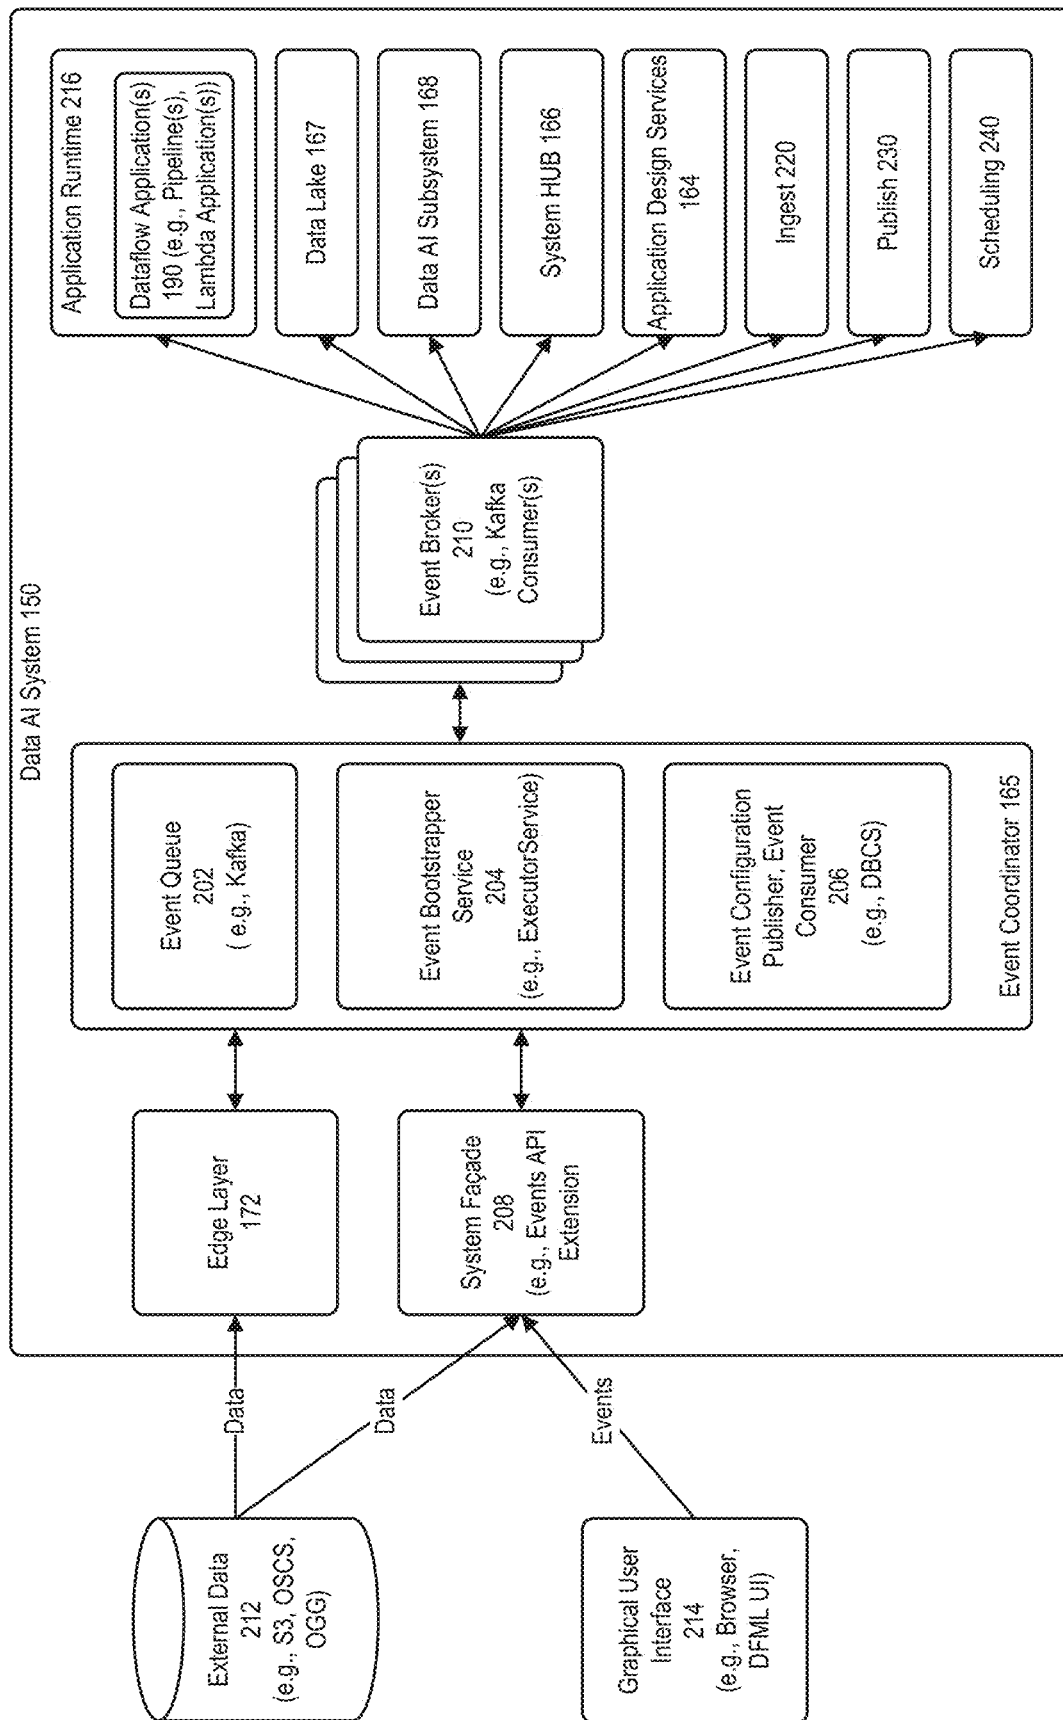 Data AI System 150
External Data
212
(e.g., S3, OSCS,
OGG)
Graphical User
Interface
214
(e.g., Browser,
DFML UI)
Data
Data
Events
Edge Layer
172
System Façade
208
(e.g., Events API
Extension
Event Queue
202
( e.g., Kafka)
Event Bootstrapper
Service
204
(e.g., ExecutorService)
Event Configuration
Publisher, Event
Consumer
206
(e.g., DBCS)
Event Coordinator 165
Event Broker(s)
210
(e.g., Kafka
Consumer(s)
Application Runtime 216
Dataflow Application(s)
190 (e.g., Pipeline(s),
Lambda Application(s))
Data Lake 167
Data AI Subsystem 168
System HUB 166
Application Design Services
164
Ingest 220
Publish 230
Scheduling 240